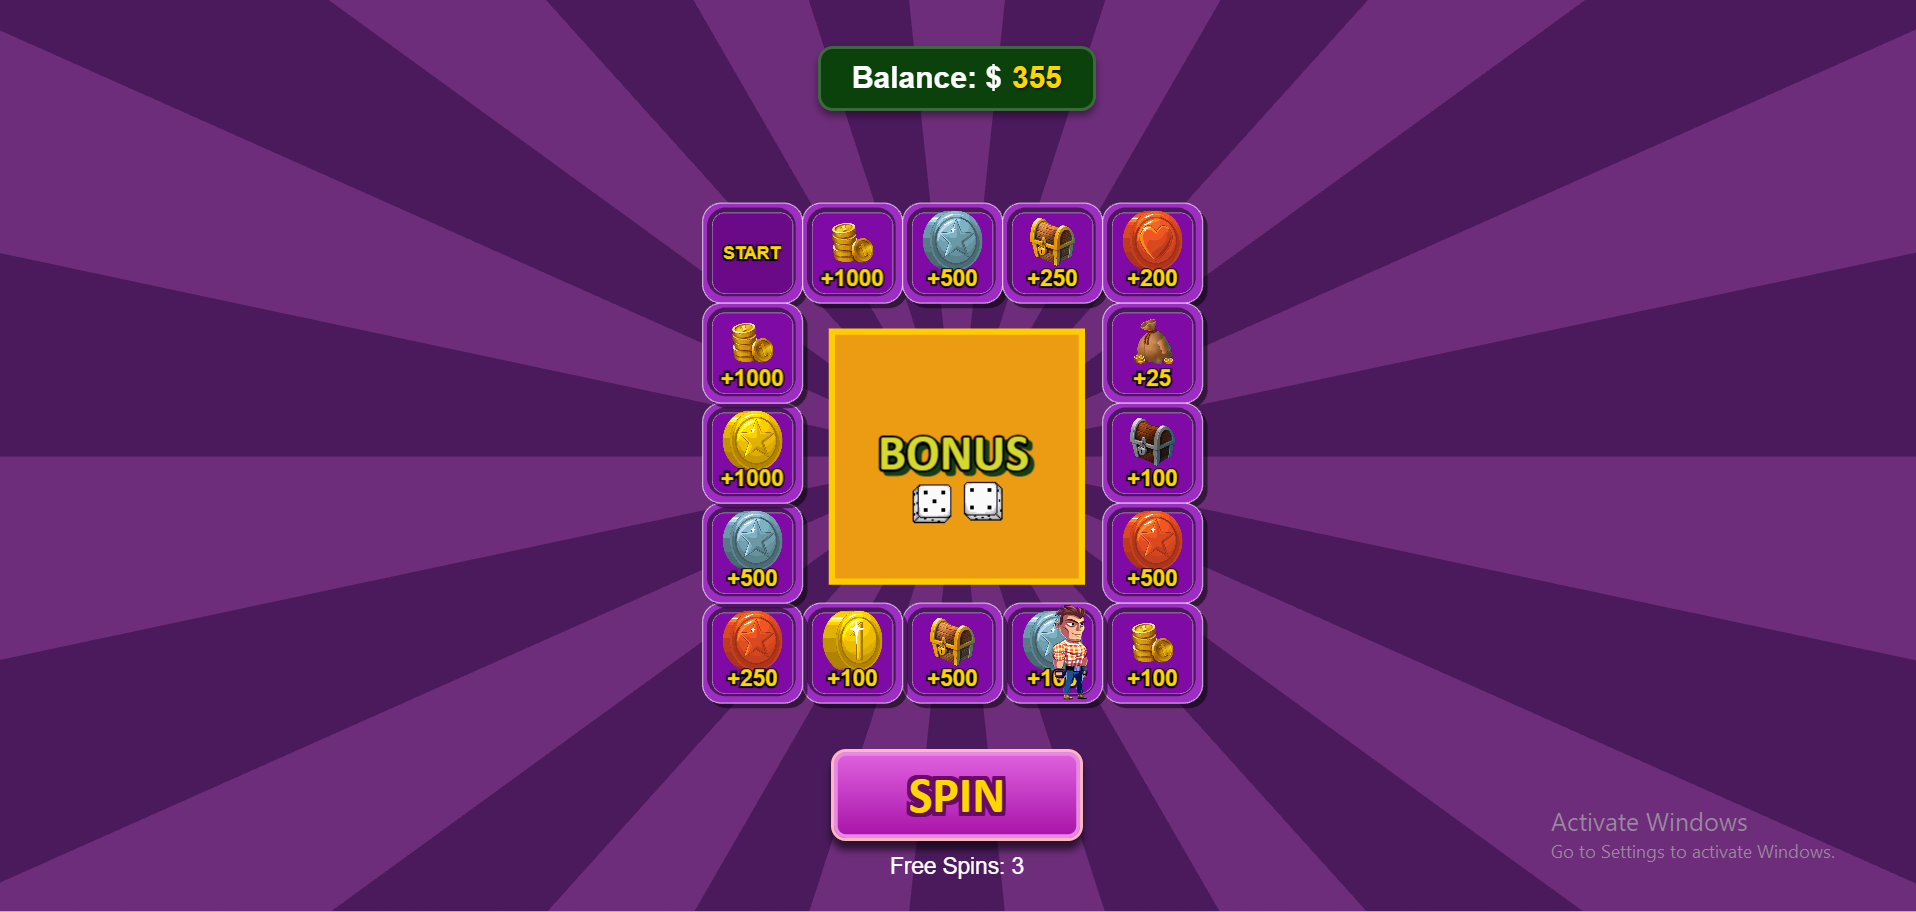 Balance: $ 355
START
+1000
+500
+250
+200
+1000
+25
+1000
BONUS
+100
+500
+500
+250
+100
+500
+100
SPIN
Free Spins: 3
Activate Windows
Go to Settings to activate Windows.